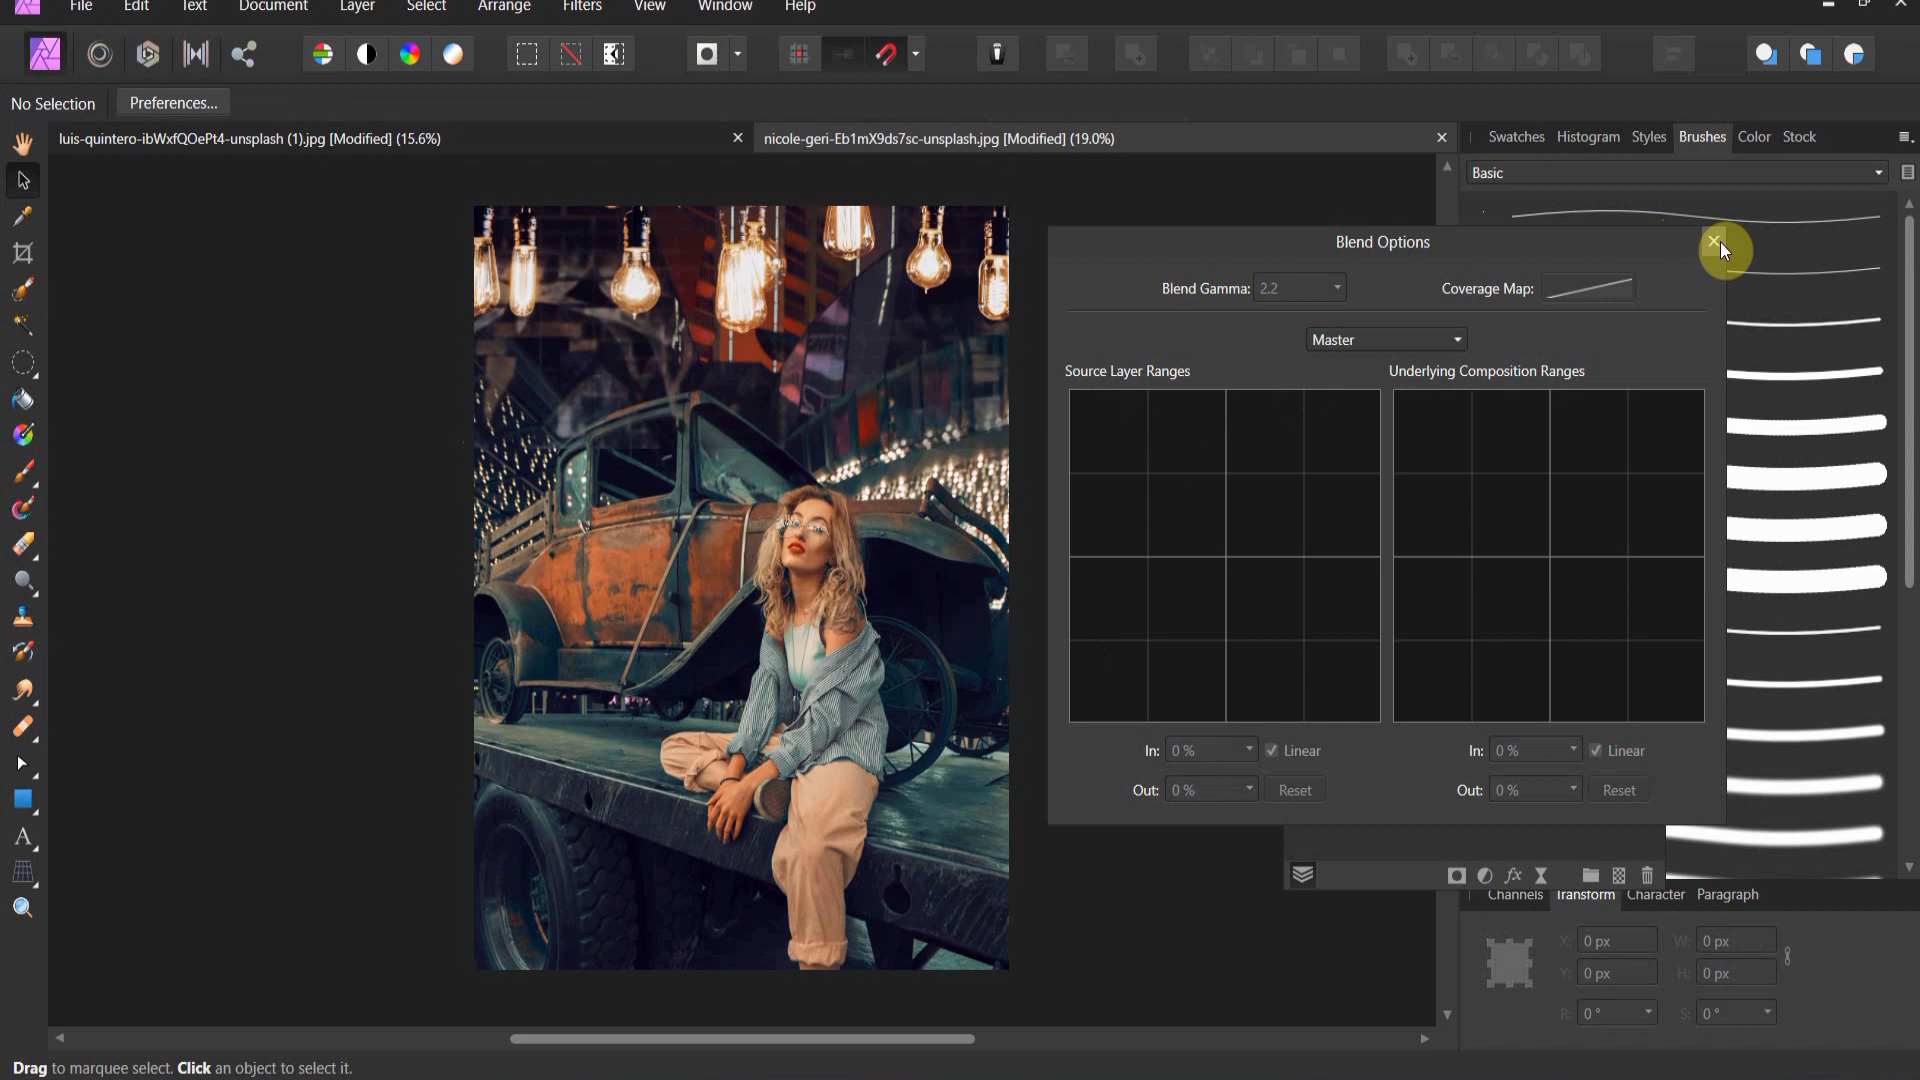 File Edit Text Document Layer Select Arrange Filters View Window Help
No Selection Preferences...
luis-quintero-ibWxfQOePt4-unsplash (1).jpg [Modified] (15.6%)
nicole-geri-Eb1mX9ds7sc-unsplash.jpg [Modified] (19.0%)
Swatches Histogram Styles Brushes Color Stock
Basic
Blend Options
Blend Gamma: 2.2 Coverage Map:
Master
Source Layer Ranges Underlying Composition Ranges
In: 0 % Linear In: 0 % Linear
Out: 0 % Reset Out: 0 % Reset
Channels Transform Character Paragraph
X: 0 px W: 0 px
Y: 0 px H: 0 px
R: 0 ° S: 0 °
Drag to marquee select. Click an object to select it.